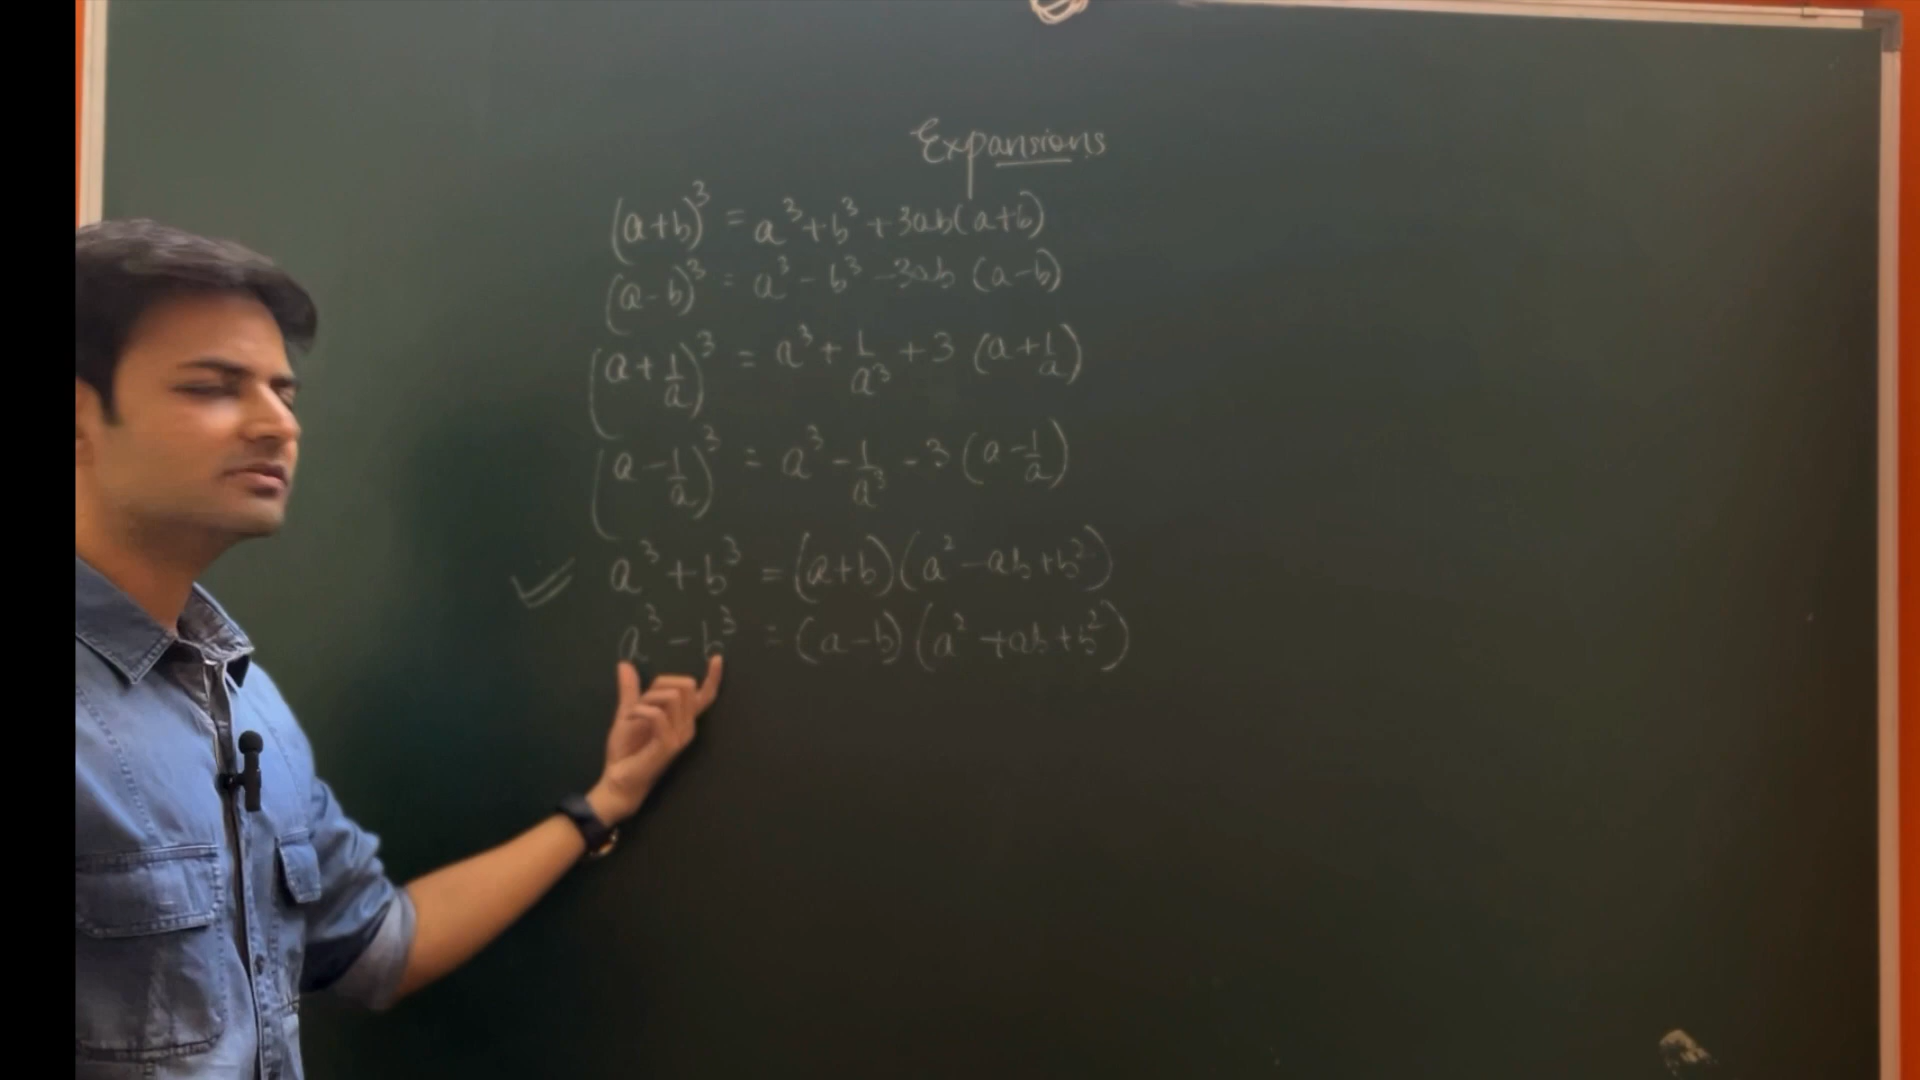 Expansions
(a+b)³ = a³+b³+3ab(a+b)
(a-b)³ = a³-b³-3ab (a-b)
(a+1/a)³ = a³+1/a³+3 (a+1/a)
(a-1/a)³ = a³-1/a³-3 (a-1/a)
a³+b³ = (a+b)(a²-ab+b²)
a³-b³ = (a-b)(a²+ab+b²)